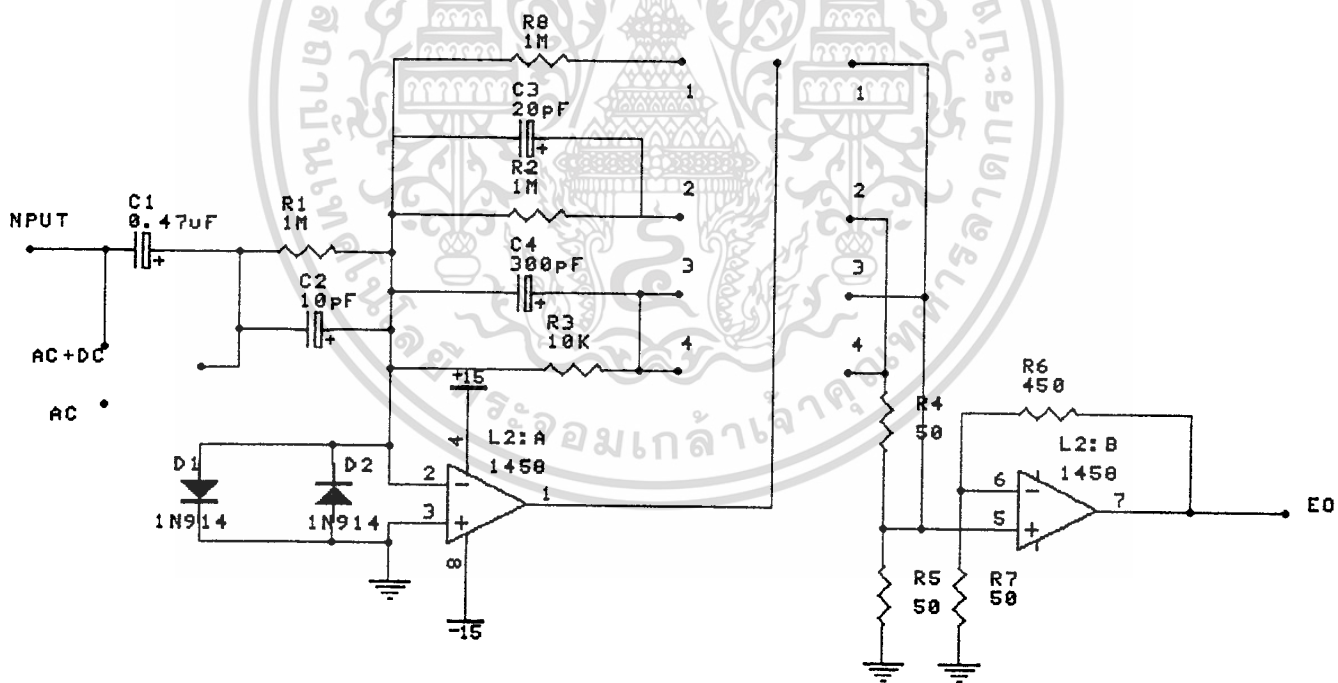 R8
1M
1
1
C3
20pF
R2
1M
2
2
C1
0.47uF
R1
1M
NPUT
C4
300pF
3
3
C2
10pF
R3
10K
4
4
AC+DC
AC
+15
R6
450
R4
50
4
L2:A
1458
L2:B
1458
D1
D2
2
-
1
3
+
1N914
1N914
6
-
7
5
+
EO
8
R5
50
R7
50
-15